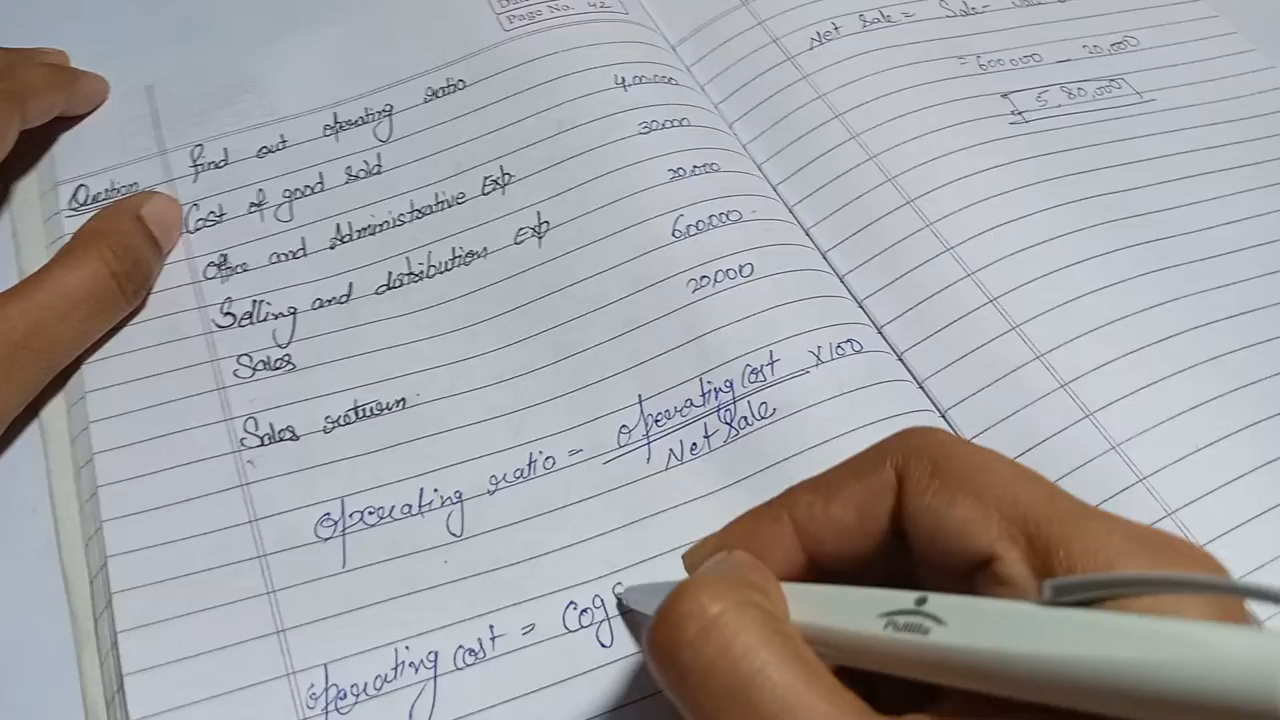 Page No. 42
Question Find out operating ratio
Cost of good sold 4,00,000
Office and Administrative Exp 30,000
Selling and distribution Exp 20,000
Sales 6,00,000
Sales return. 20,000
operating ratio = operating cost / Net Sale ×100
operating cost = Cogs
Net Sale = Sale -
= 600000 - 20,000
5,80,000